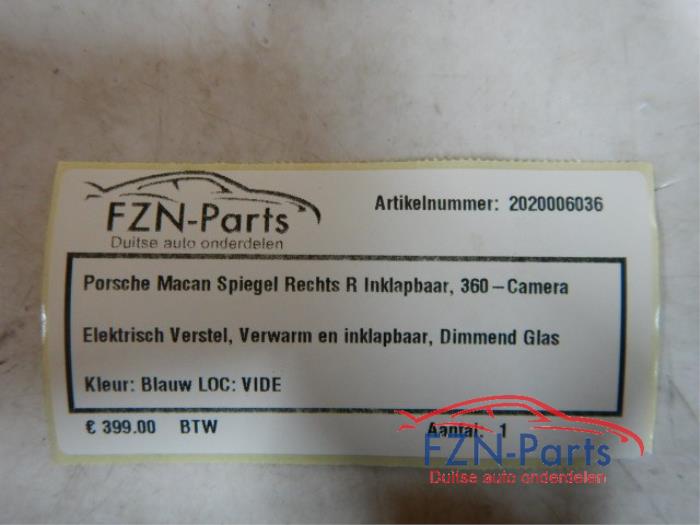 FZN-Parts
Duitse auto onderdelen
Artikelnummer: 2020006036
Porsche Macan Spiegel Rechts R Inklapbaar, 360-Camera
Elektrisch Verstel, Verwarm en inklapbaar, Dimmend Glas
Kleur: Blauw LOC: VIDE
€ 399.00 BTW
Aantal: 1
FZN-Parts
Duitse auto onderdelen